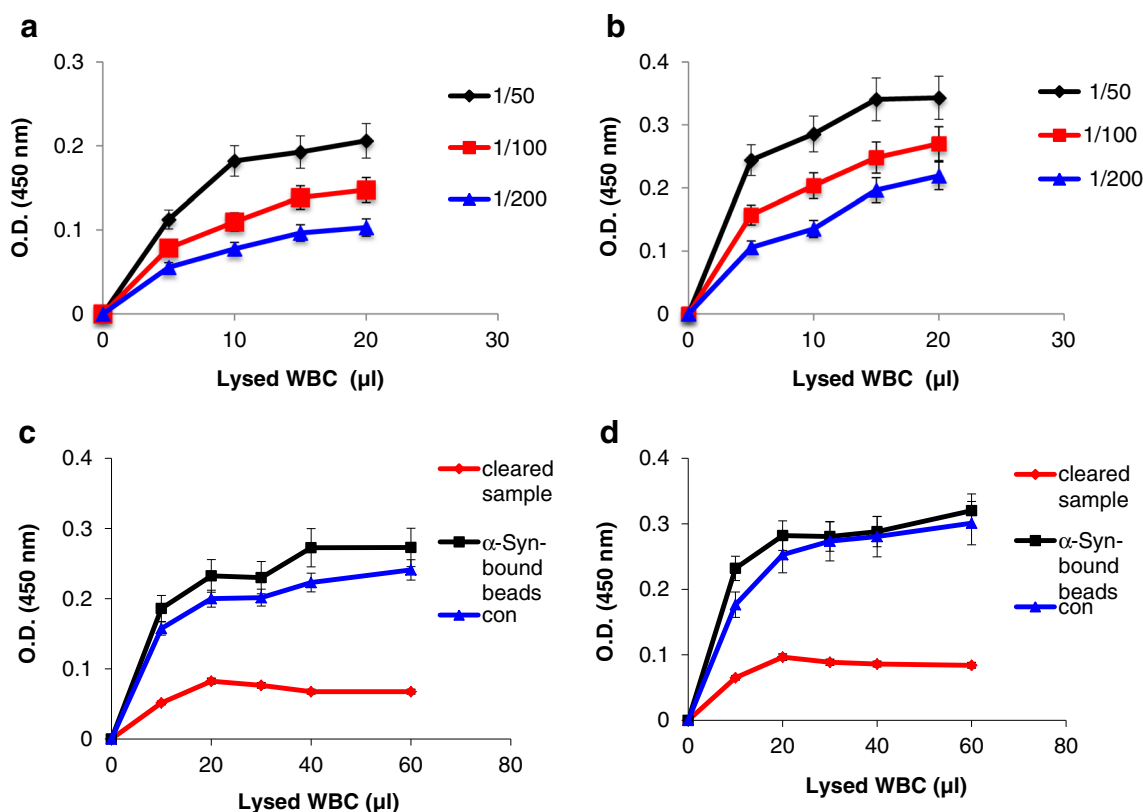 a
0.3
0.2
0.1
0
O.D. (450 nm)
0
10
20
30
Lysed WBC (µl)
1/50
1/100
1/200
b
0.4
0.3
0.2
0.1
0
O.D. (450 nm)
0
10
20
30
Lysed WBC (µl)
1/50
1/100
1/200
c
0.4
0.3
0.2
0.1
0
O.D. (450 nm)
0
20
40
60
80
Lysed WBC (µl)
cleared
sample
α-Syn-
bound
beads
con
d
0.4
0.3
0.2
0.1
0
O.D. (450 nm)
0
20
40
60
80
Lysed WBC (µl)
cleared
sample
α-Syn-
bound
beads
con